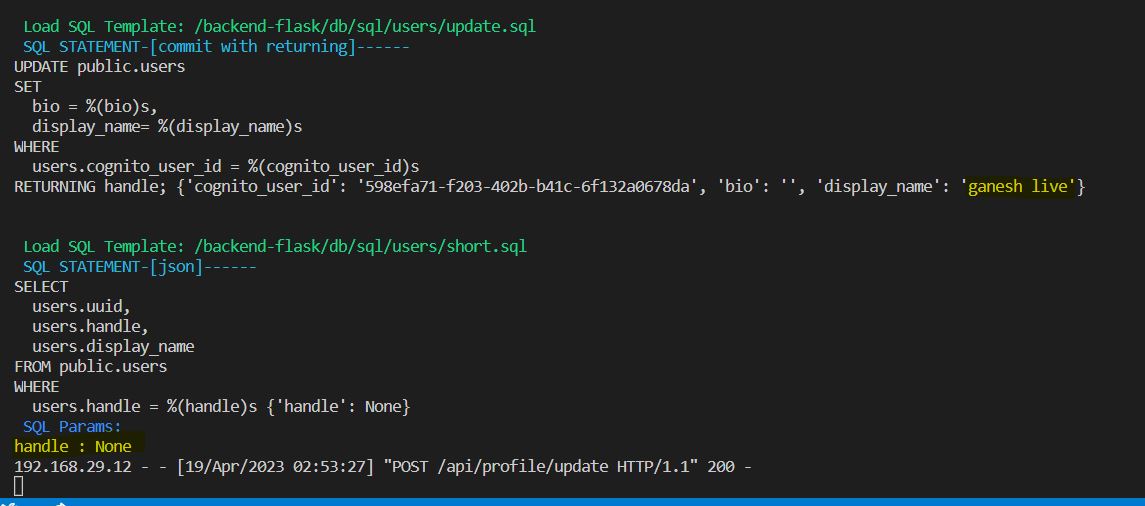 Load SQL Template: /backend-flask/db/sql/users/update.sql
SQL STATEMENT-[commit with returning]------
UPDATE public.users
SET
bio = %(bio)s,
display_name= %(display_name)s
WHERE
users.cognito_user_id = %(cognito_user_id)s
RETURNING handle; {'cognito_user_id': '598efa71-f203-402b-b41c-6f132a0678da', 'bio': '', 'display_name': 'ganesh live'}
Load SQL Template: /backend-flask/db/sql/users/short.sql
SQL STATEMENT-[json]------
SELECT
users.uuid,
users.handle,
users.display_name
FROM public.users
WHERE
users.handle = %(handle)s {'handle': None}
SQL Params:
handle : None
192.168.29.12 - - [19/Apr/2023 02:53:27] "POST /api/profile/update HTTP/1.1" 200 -